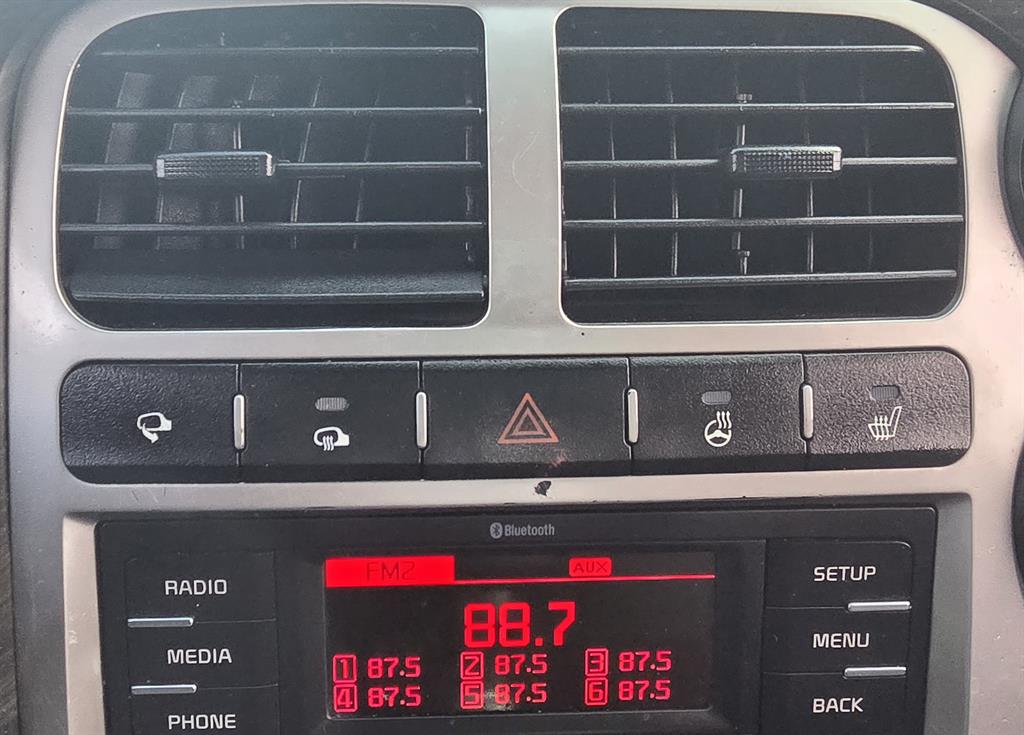 Bluetooth
RADIO
MEDIA
PHONE
FM2 AUX
88.7
1 87.5 2 87.5 3 87.5
4 87.5 5 87.5 6 87.5
SETUP
MENU
BACK